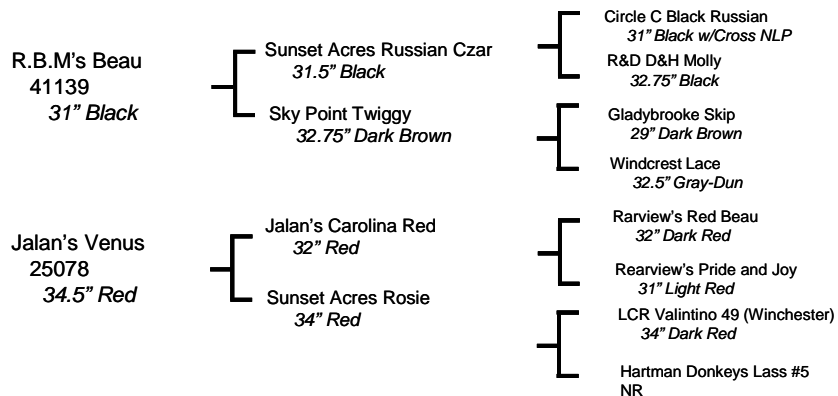 R.B.M's Beau
41139
31” Black
Sunset Acres Russian Czar
31.5” Black
Sky Point Twiggy
32.75” Dark Brown
Circle C Black Russian
31” Black w/Cross NLP
R&D D&H Molly
32.75” Black
Gladybrooke Skip
29” Dark Brown
Windcrest Lace
32.5” Gray-Dun
Jalan’s Venus
25078
34.5” Red
Jalan’s Carolina Red
32” Red
Sunset Acres Rosie
34” Red
Rarview’s Red Beau
32” Dark Red
Rearview’s Pride and Joy
31” Light Red
LCR Valintino 49 (Winchester)
34” Dark Red
Hartman Donkeys Lass #5
NR